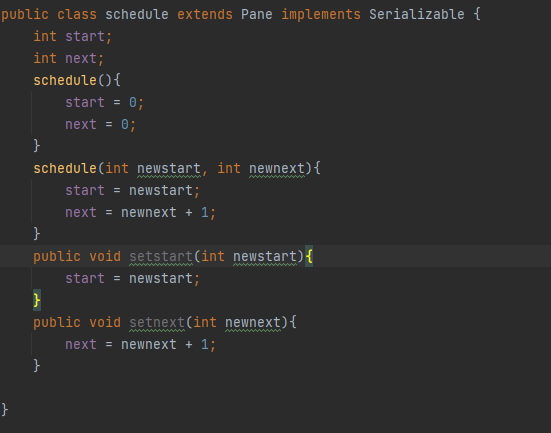 public class schedule extends Pane implements Serializable {
int start;
int next;
schedule(){
start = 0;
next = 0;
}
schedule(int newstart, int newnext){
start = newstart;
next = newnext + 1;
}
public void setstart(int newstart){
start = newstart;
}
public void setnext(int newnext){
next = newnext + 1;
}
}